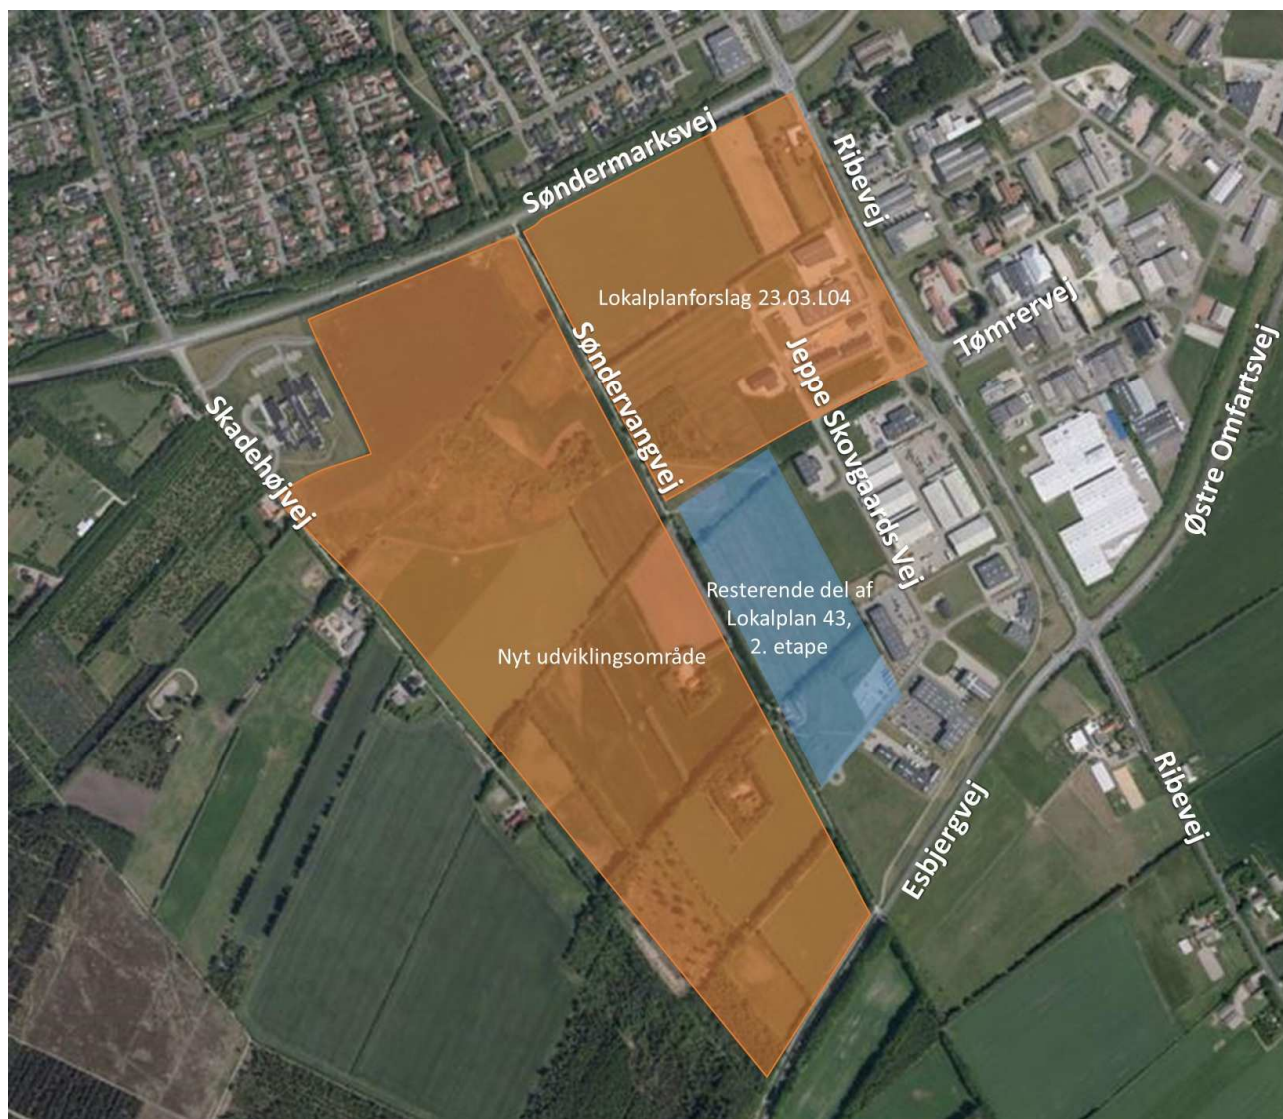 Søndermarksvej
Ribevej
Lokalplanforslag 23.03.L04
Tømrervej
Søndervangvej
Jeppe Skovgaards Vej
Østre Omfartsvej
Skadehøjvej
Resterende del af
Lokalplan 43,
2. etape
Nyt udviklingsområde
Esbjergvej
Ribevej